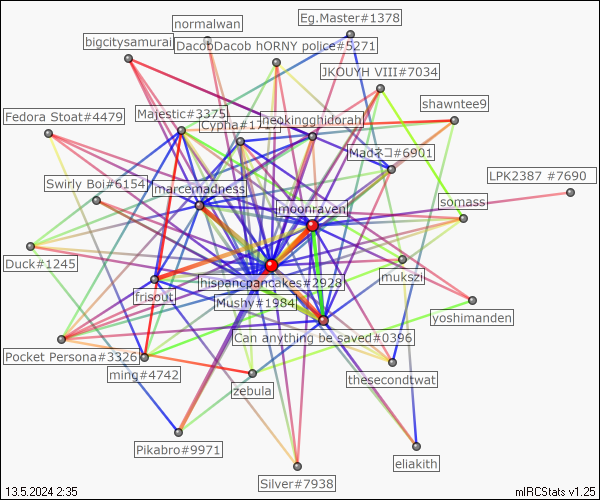 normalwan
Eg.Master#1378
bigcitysamurai
DacobDacob hORNY police#5271
JKOUYH VIII#7034
shawntee9
Fedora Stoat#4479
Majestic#3375
neokingghidorah
Madネコ#6901
LPK2387 #7690
Swirly Boi#6154
marcemadness
somass
moonraven
Duck#1245
hispancpancakes#2928
mukszi
frisout
Mushy#1984
yoshimanden
Can anything be saved#0396
Pocket Persona#3326
ming#4742
thesecondtwat
zebula
Pikabro#9971
eliakith
Silver#7938
13.5.2024 2:35
mIRCStats v1.25